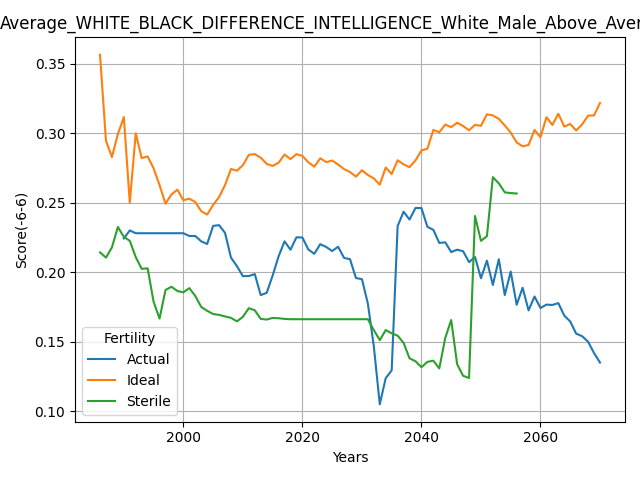 Average_WHITE_BLACK_DIFFERENCE_INTELLIGENCE_White_Male_Above_Aver
0.35
0.30
0.25
0.20
0.15
0.10
Score(-6-6)
Fertility
Actual
Ideal
Sterile
2000
2020
2040
2060
Years